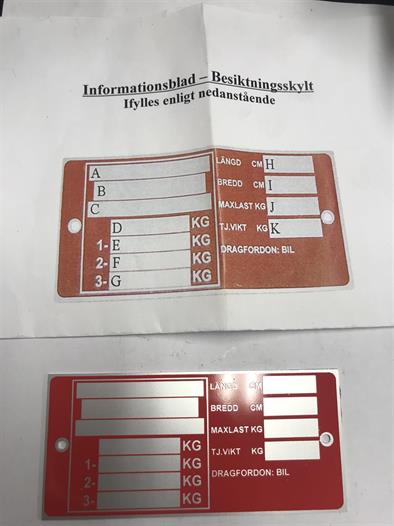 Informationsblad – Besiktningsskylt
Ifylles enligt nedanstående
A
B
C
D KG
1- E KG
2- F KG
3- G KG
LÄNGD CM H
BREDD CM I
MAXLAST KG J
TJ.VIKT KG K
DRAGFORDON: BIL
KG
1- KG
2- KG
3- KG
LÄNGD CM
BREDD CM
MAXLAST KG
TJ.VIKT KG
DRAGFORDON: BIL